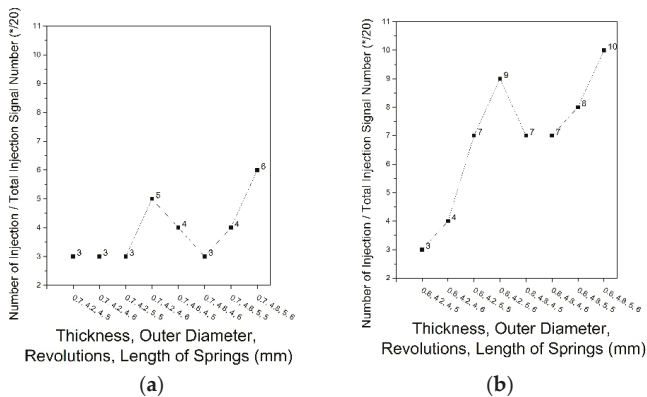 Number of Injection / Total Injection Signal Number (*/20)
11
10
9
8
7
6
5
4
3
2
3
3
3
5
4
3
4
6
0.7, 4.2, 4, 5
0.7, 4.2, 4, 6
0.7, 4.2, 5, 5
0.7, 4.2, 4, 6
0.7, 4.6, 4, 6
0.7, 4.6, 4, 6
0.7, 4.8, 5, 5
0.7, 4.8, 5, 6
Thickness, Outer Diameter,
Revolutions, Length of Springs (mm)
(a)
Number of Injection / Total Injection Signal Number (*/20)
11
10
9
8
7
6
5
4
3
2
3
4
7
9
7
7
8
10
0.6, 4.2, 4, 5
0.6, 4.2, 4, 6
0.6, 4.2, 5, 5
0.6, 4.2, 5, 6
0.6, 4.8, 4, 5
0.6, 4.8, 4, 6
0.6, 4.8, 5, 5
0.6, 4.8, 5, 6
Thickness, Outer Diameter,
Revolutions, Length of Springs (mm)
(b)